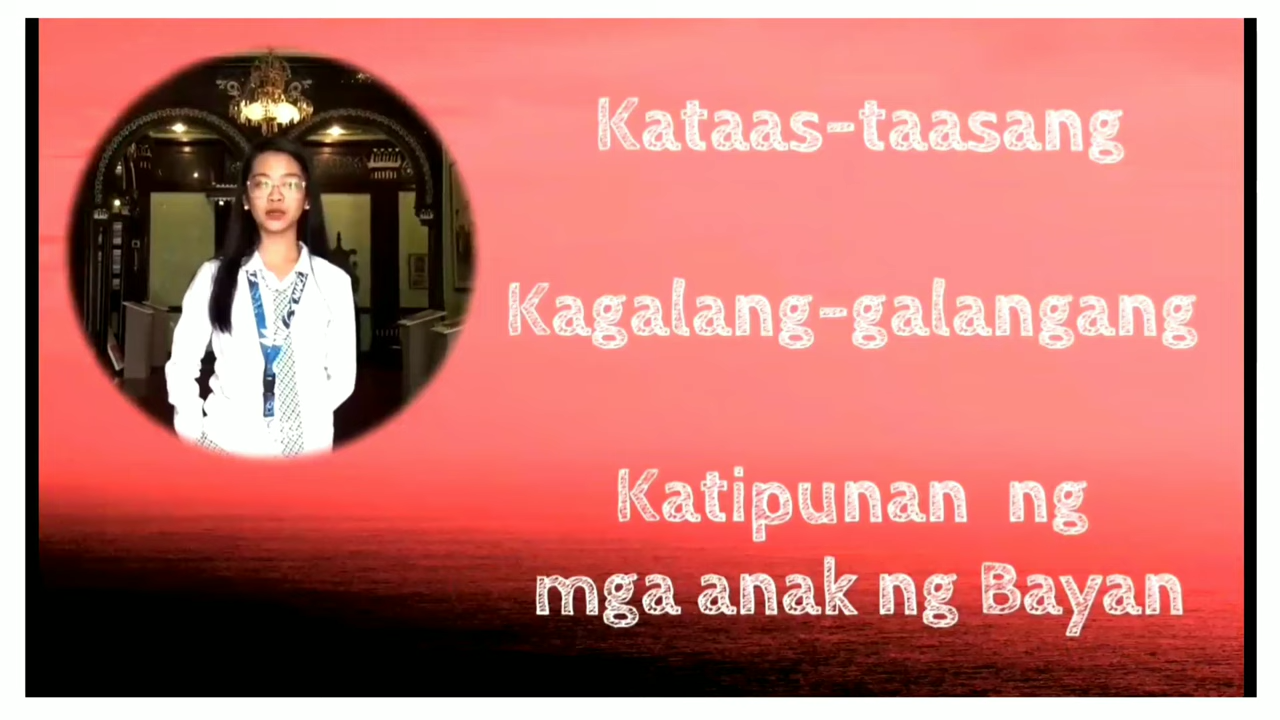 Kataas-taasang
Kagalang-galangang
Katipunan ng
mga anak ng Bayan